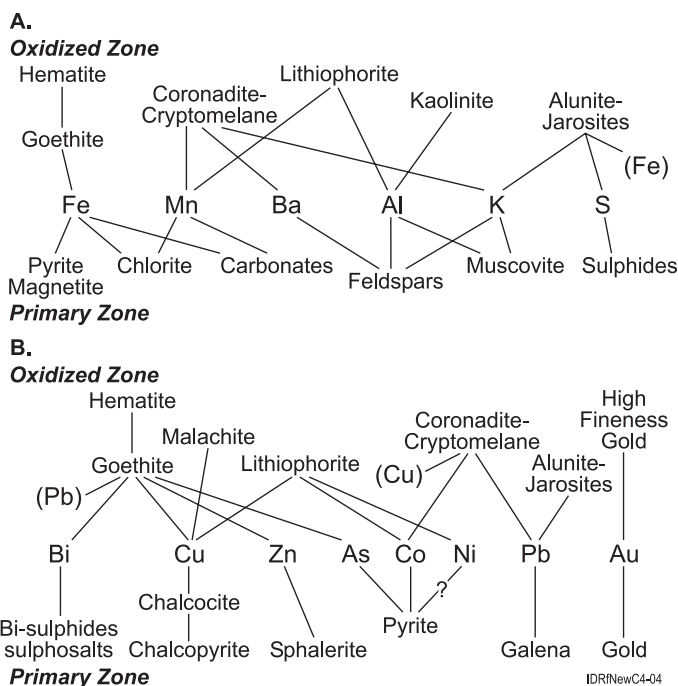 A.
Oxidized Zone
Hematite
Lithiophorite
Coronadite-
Cryptomelane
Kaolinite
Alunite-
Jarosites
Goethite
(Fe)
Fe
Mn
Ba
Al
K
S
Pyrite
Magnetite
Chlorite
Carbonates
Feldspars
Muscovite
Sulphides
Primary Zone
B.
Oxidized Zone
Hematite
Malachite
Goethite
Lithiophorite
Coronadite-
Cryptomelane
High
Fineness
Gold
(Pb)
(Cu)
Alunite-
Jarosites
Bi
Cu
Zn
As
Co
Ni
Pb
Au
Chalcocite
?
Pyrite
Bi-sulphides
sulphosalts
Chalcopyrite
Sphalerite
Galena
Gold
Primary Zone
IDRfNewC4-04